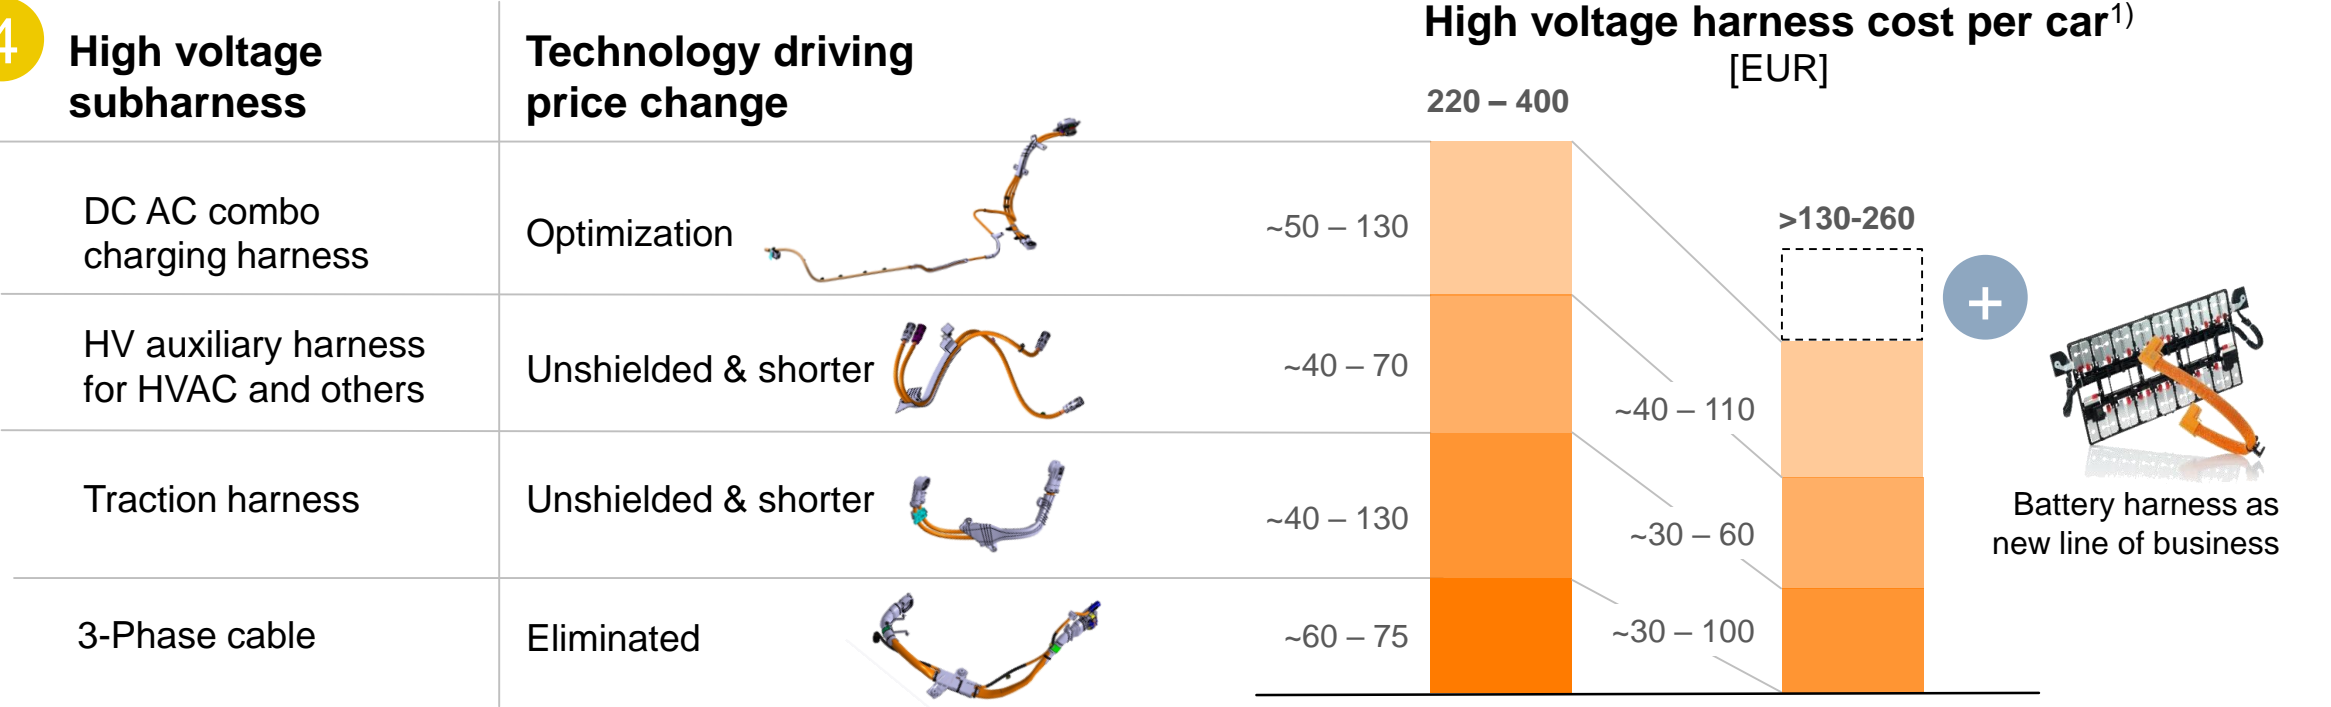 4
High voltage
subharness
Technology driving
price change
High voltage harness cost per car1)
[EUR]
220 – 400
DC AC combo
charging harness
Optimization
~50 – 130
>130-260
+
HV auxiliary harness
for HVAC and others
Unshielded & shorter
~40 – 70
~40 – 110
Traction harness
Unshielded & shorter
~40 – 130
~30 – 60
Battery harness as
new line of business
3-Phase cable
Eliminated
~60 – 75
~30 – 100